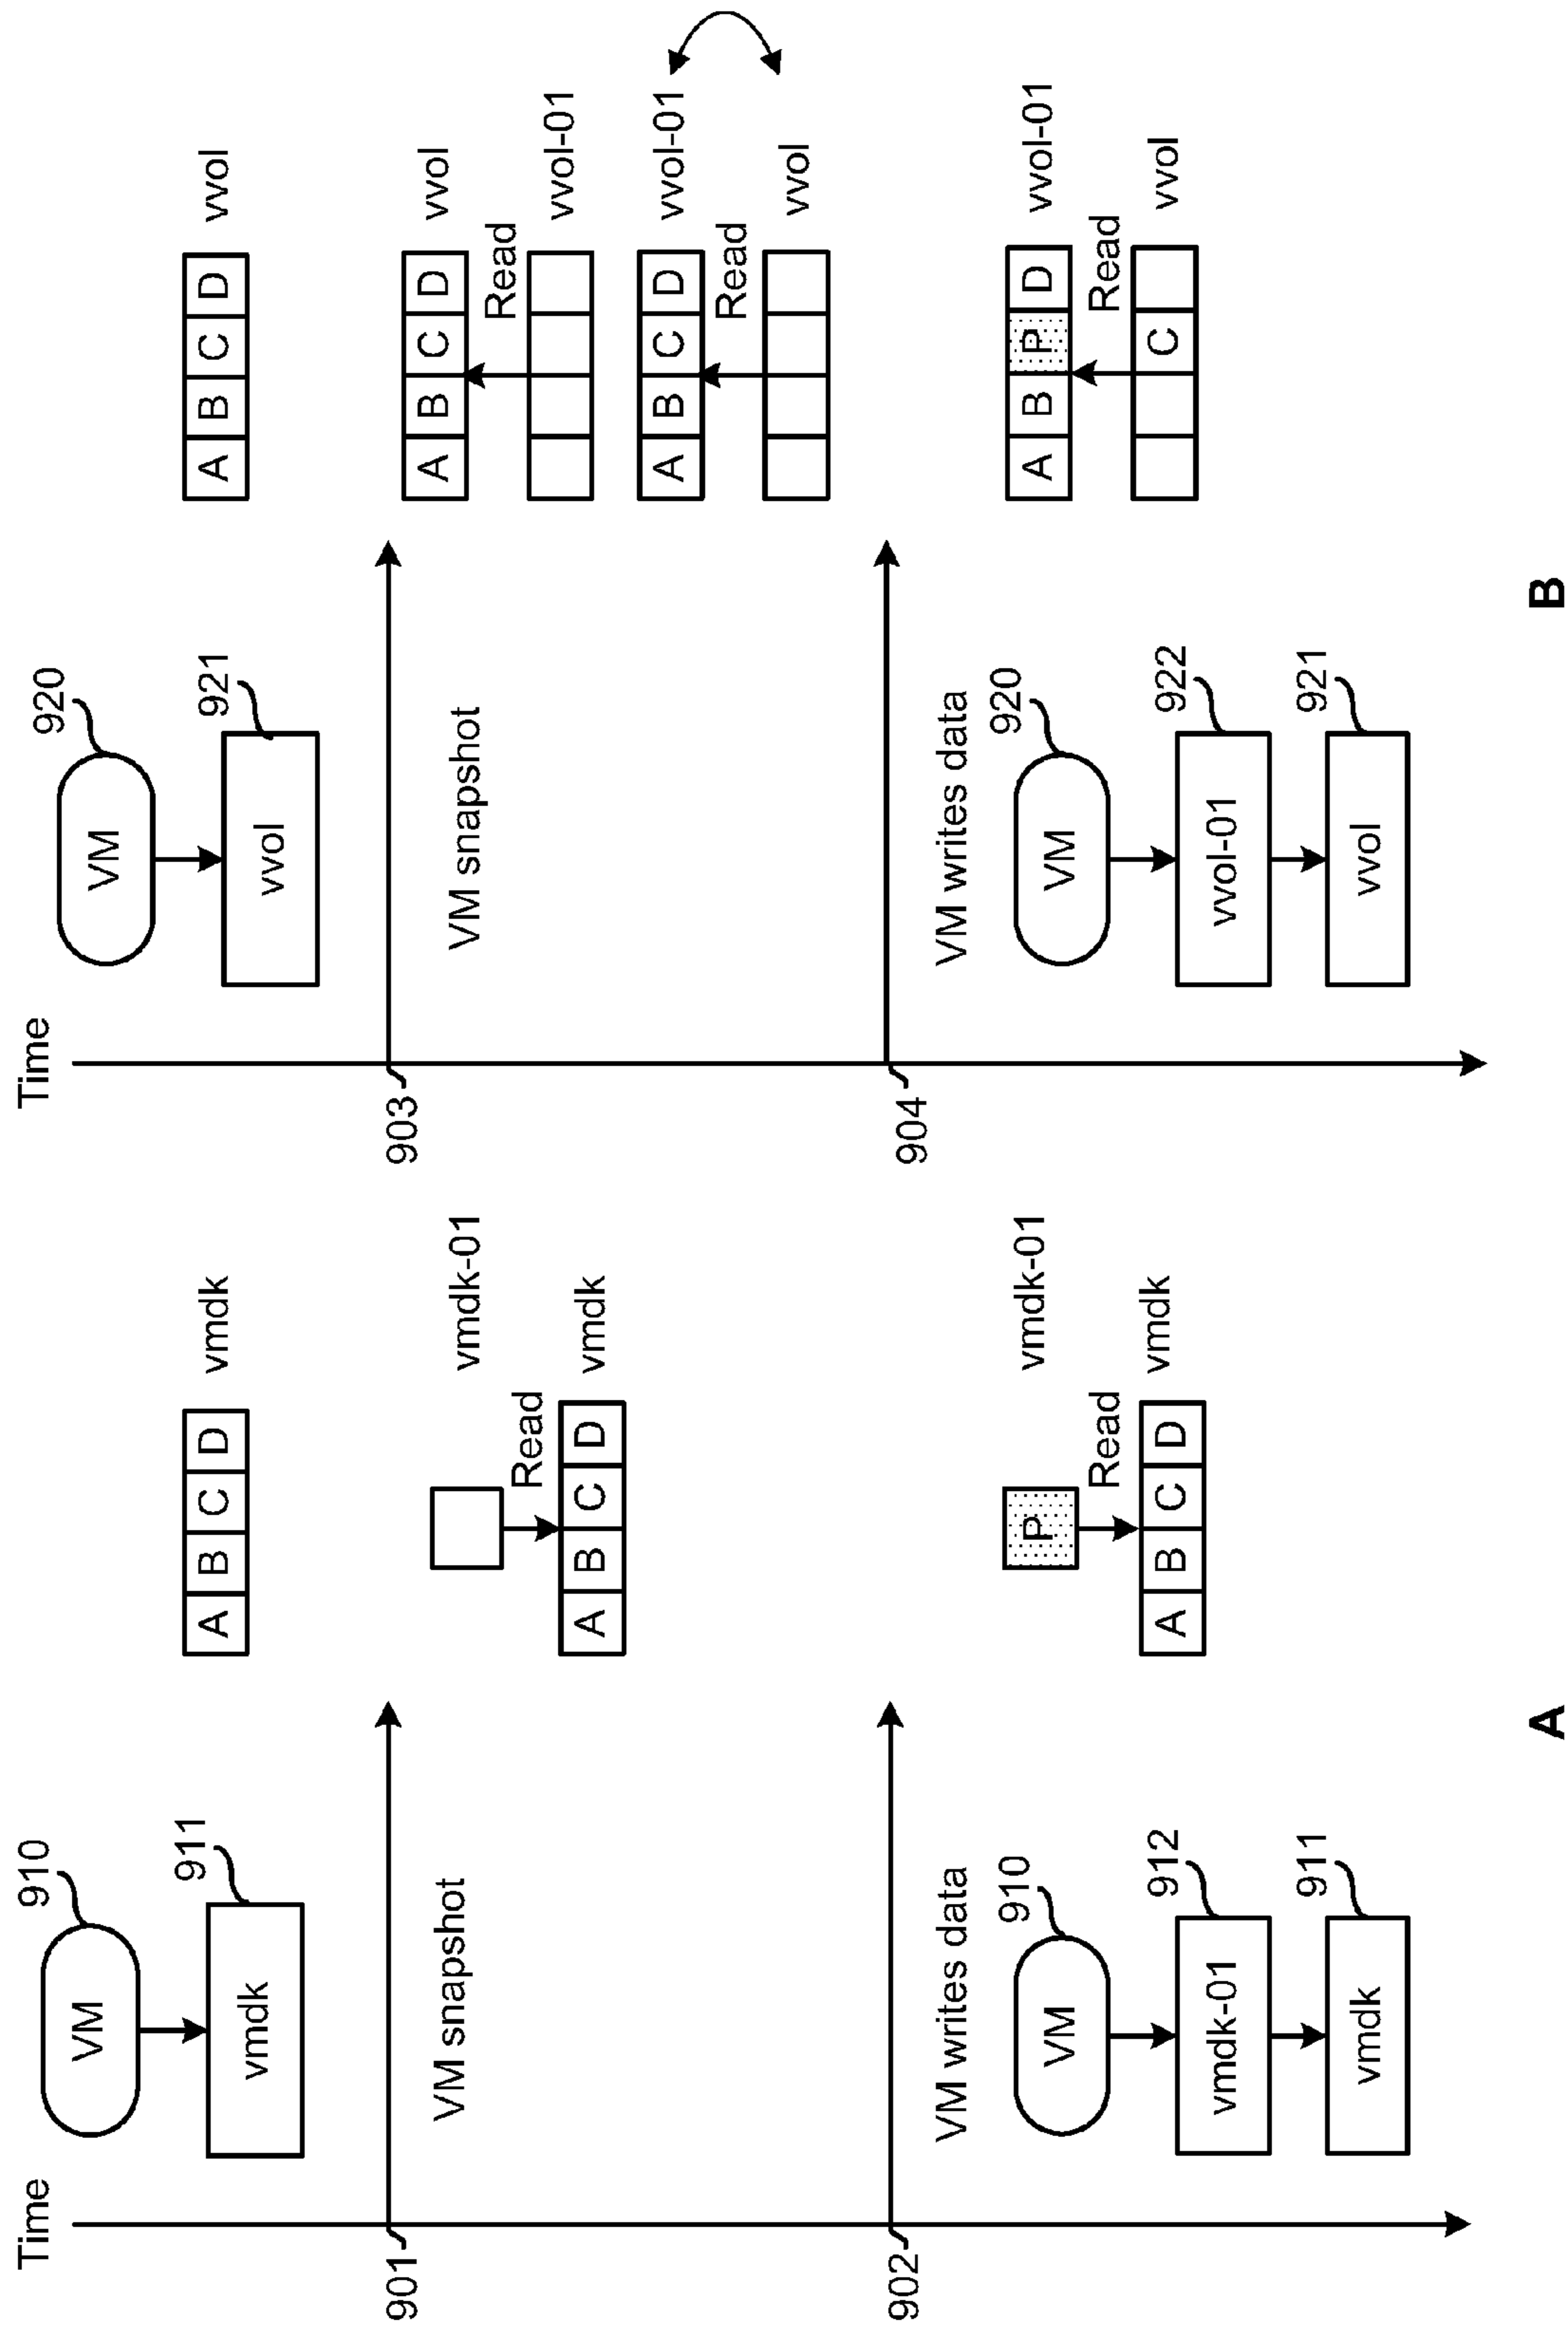 Time
910
VM
911
vmdk
A B C D
vmdk
901
VM snapshot
vmdk-01
Read
A B C D
vmdk
902
VM writes data
910
VM
912
vmdk-01
911
vmdk
P
vmdk-01
Read
A B C D
vmdk
A
Time
920
VM
921
vvol
A B C D
vvol
903
VM snapshot
A B C D
vvol
Read
vvol-01
A B C D
vvol-01
Read
vvol
904
VM writes data
920
VM
922
vvol-01
921
vvol
A B P D
vvol-01
Read
C
vvol
B